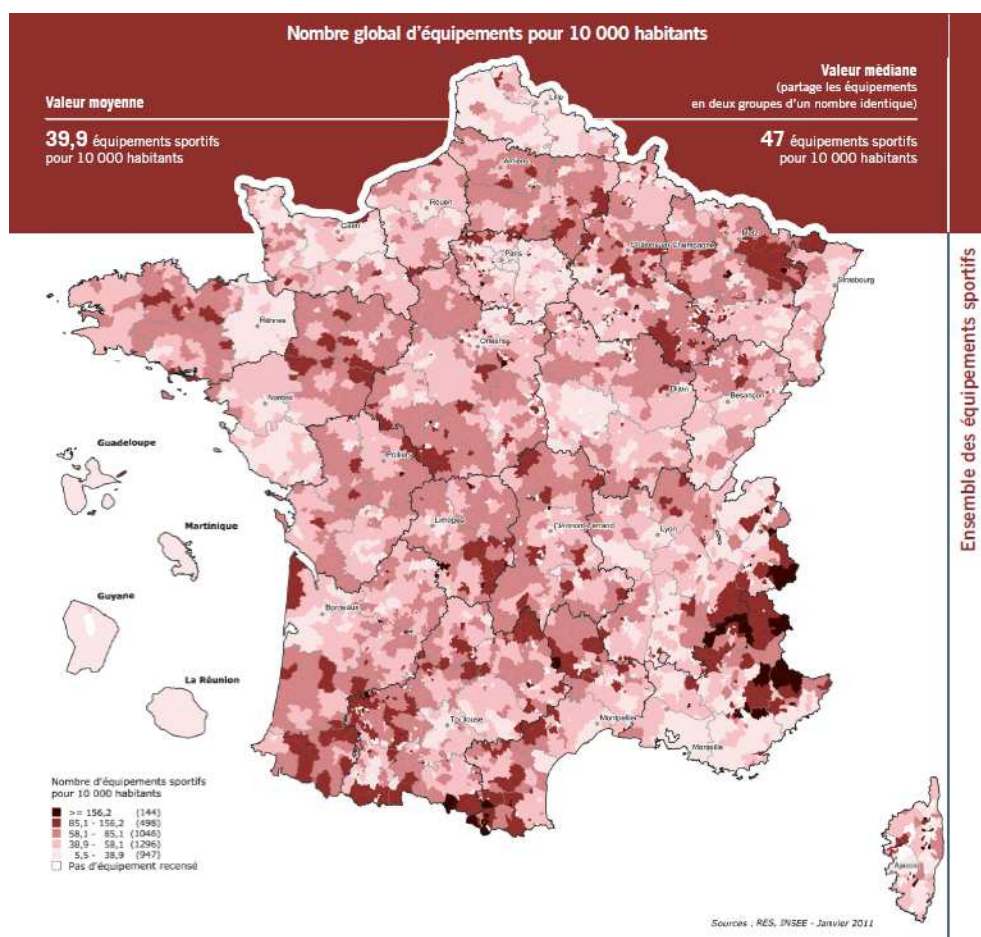 Nombre global d'équipements pour 10 000 habitants
Valeur moyenne
39,9 équipements sportifs
pour 10 000 habitants
Valeur mèdiane
(partage les équipements
en deux groupes d'un nombre identique)
47 équipements sportifs
pour 10 000 habitants
Ensemble des équipements sportifs
Lille
Amiens
Rouen
Caen
Paris
Châlons-en-Champagne
Metz
Strasbourg
Rennes
Orléans
Nantes
Dijon
Besançon
Poitiers
Limoges
Clermont-Ferrand
Lyon
Bordeaux
Toulouse
Montpellier
Marseille
Ajaccio
Guadeloupe
Martinique
Guyane
La Réunion
Nombre d'équipements sportifs
pour 10 000 habitants
>= 156,2 (144)
85,1 - 156,2 (498)
58,1 - 85,1 (1046)
38,9 - 58,1 (1296)
5,5 - 38,9 (947)
Pas d'équipement recensé
Sources : RES, INSEE - Janvier 2011